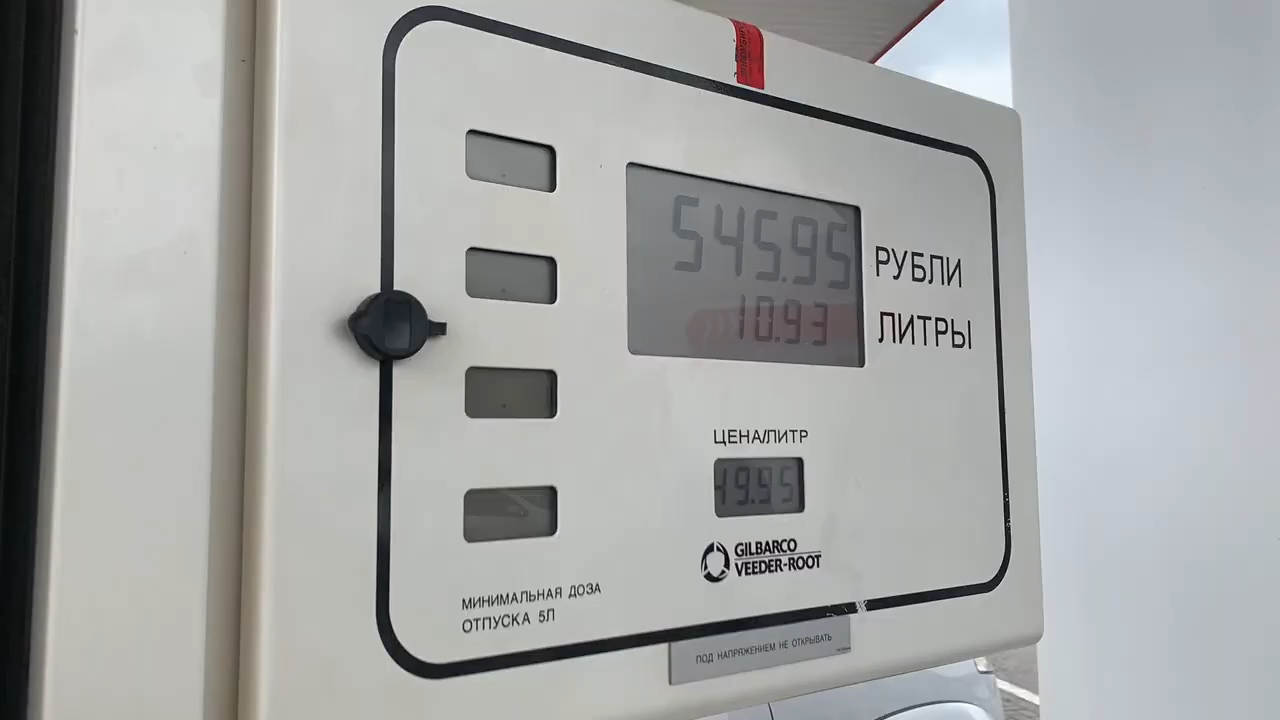 545.95
РУБЛИ
10.93
ЛИТРЫ
ЦЕНА/ЛИТР
49.95
GILBARCO
VEEDER-ROOT
МИНИМАЛЬНАЯ ДОЗА
ОТПУСКА 5Л
ПОД НАПРЯЖЕНИЕМ НЕ ОТКРЫВАТЬ